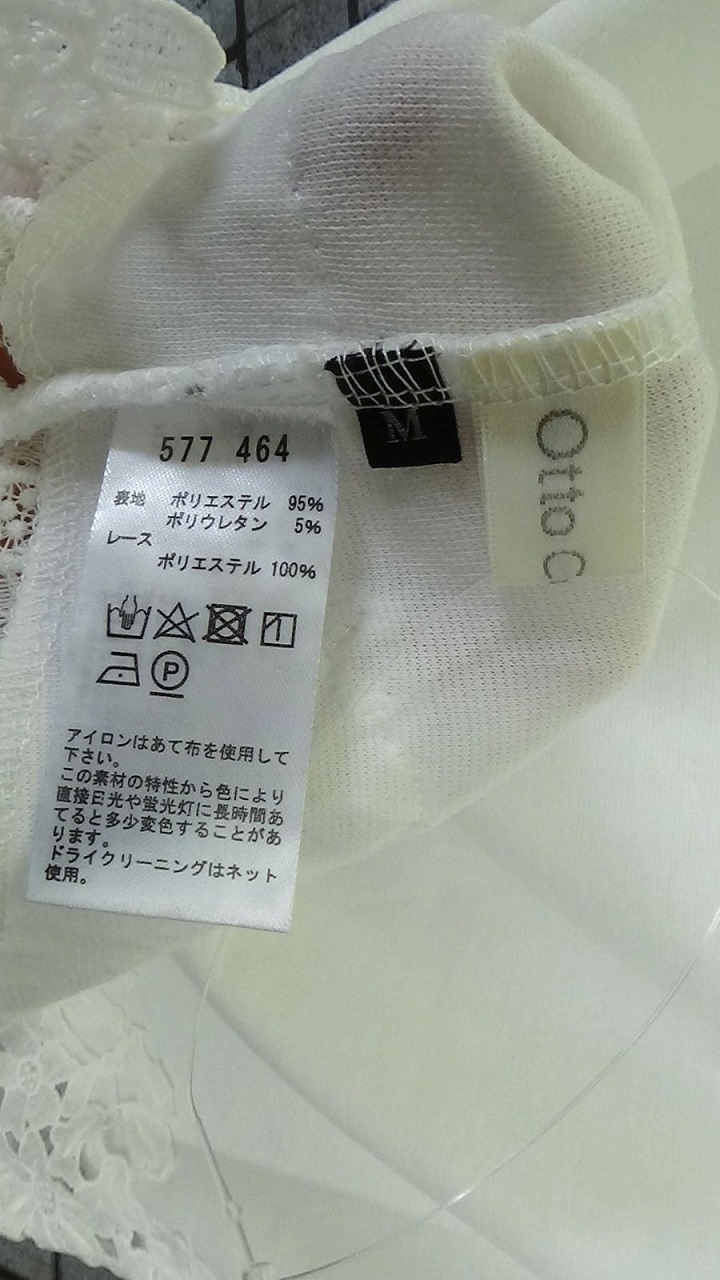 577 464
表地 ポリエステル 95%
ポリウレタン 5%
レース
ポリエステル 100%
P
アイロンはあて布を使用して
下さい。
この素材の特性から色により
直接日光や蛍光灯に長時間あ
てると多少変色することがあ
ります。
ドライクリーニングはネット
使用。
M
Otto C